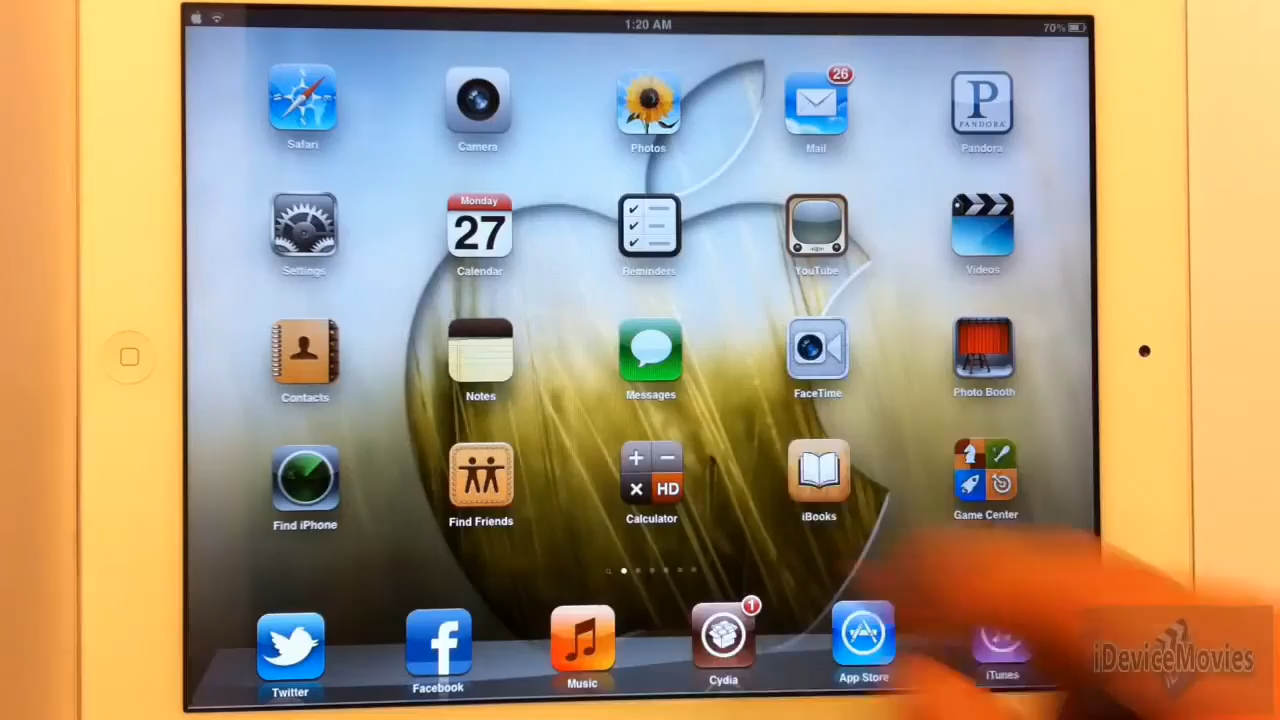 1:20 AM
70%
26
Safari
Camera
Photos
Mail
P
PANDORA
Pandora
Monday
27
Settings
Calendar
Reminders
YouTube
Videos
Contacts
Notes
Messages
FaceTime
Photo Booth
HD
Find iPhone
Find Friends
Calculator
iBooks
Game Center
1
Twitter
Facebook
Music
Cydia
App Store
iTunes
iDeviceMovies